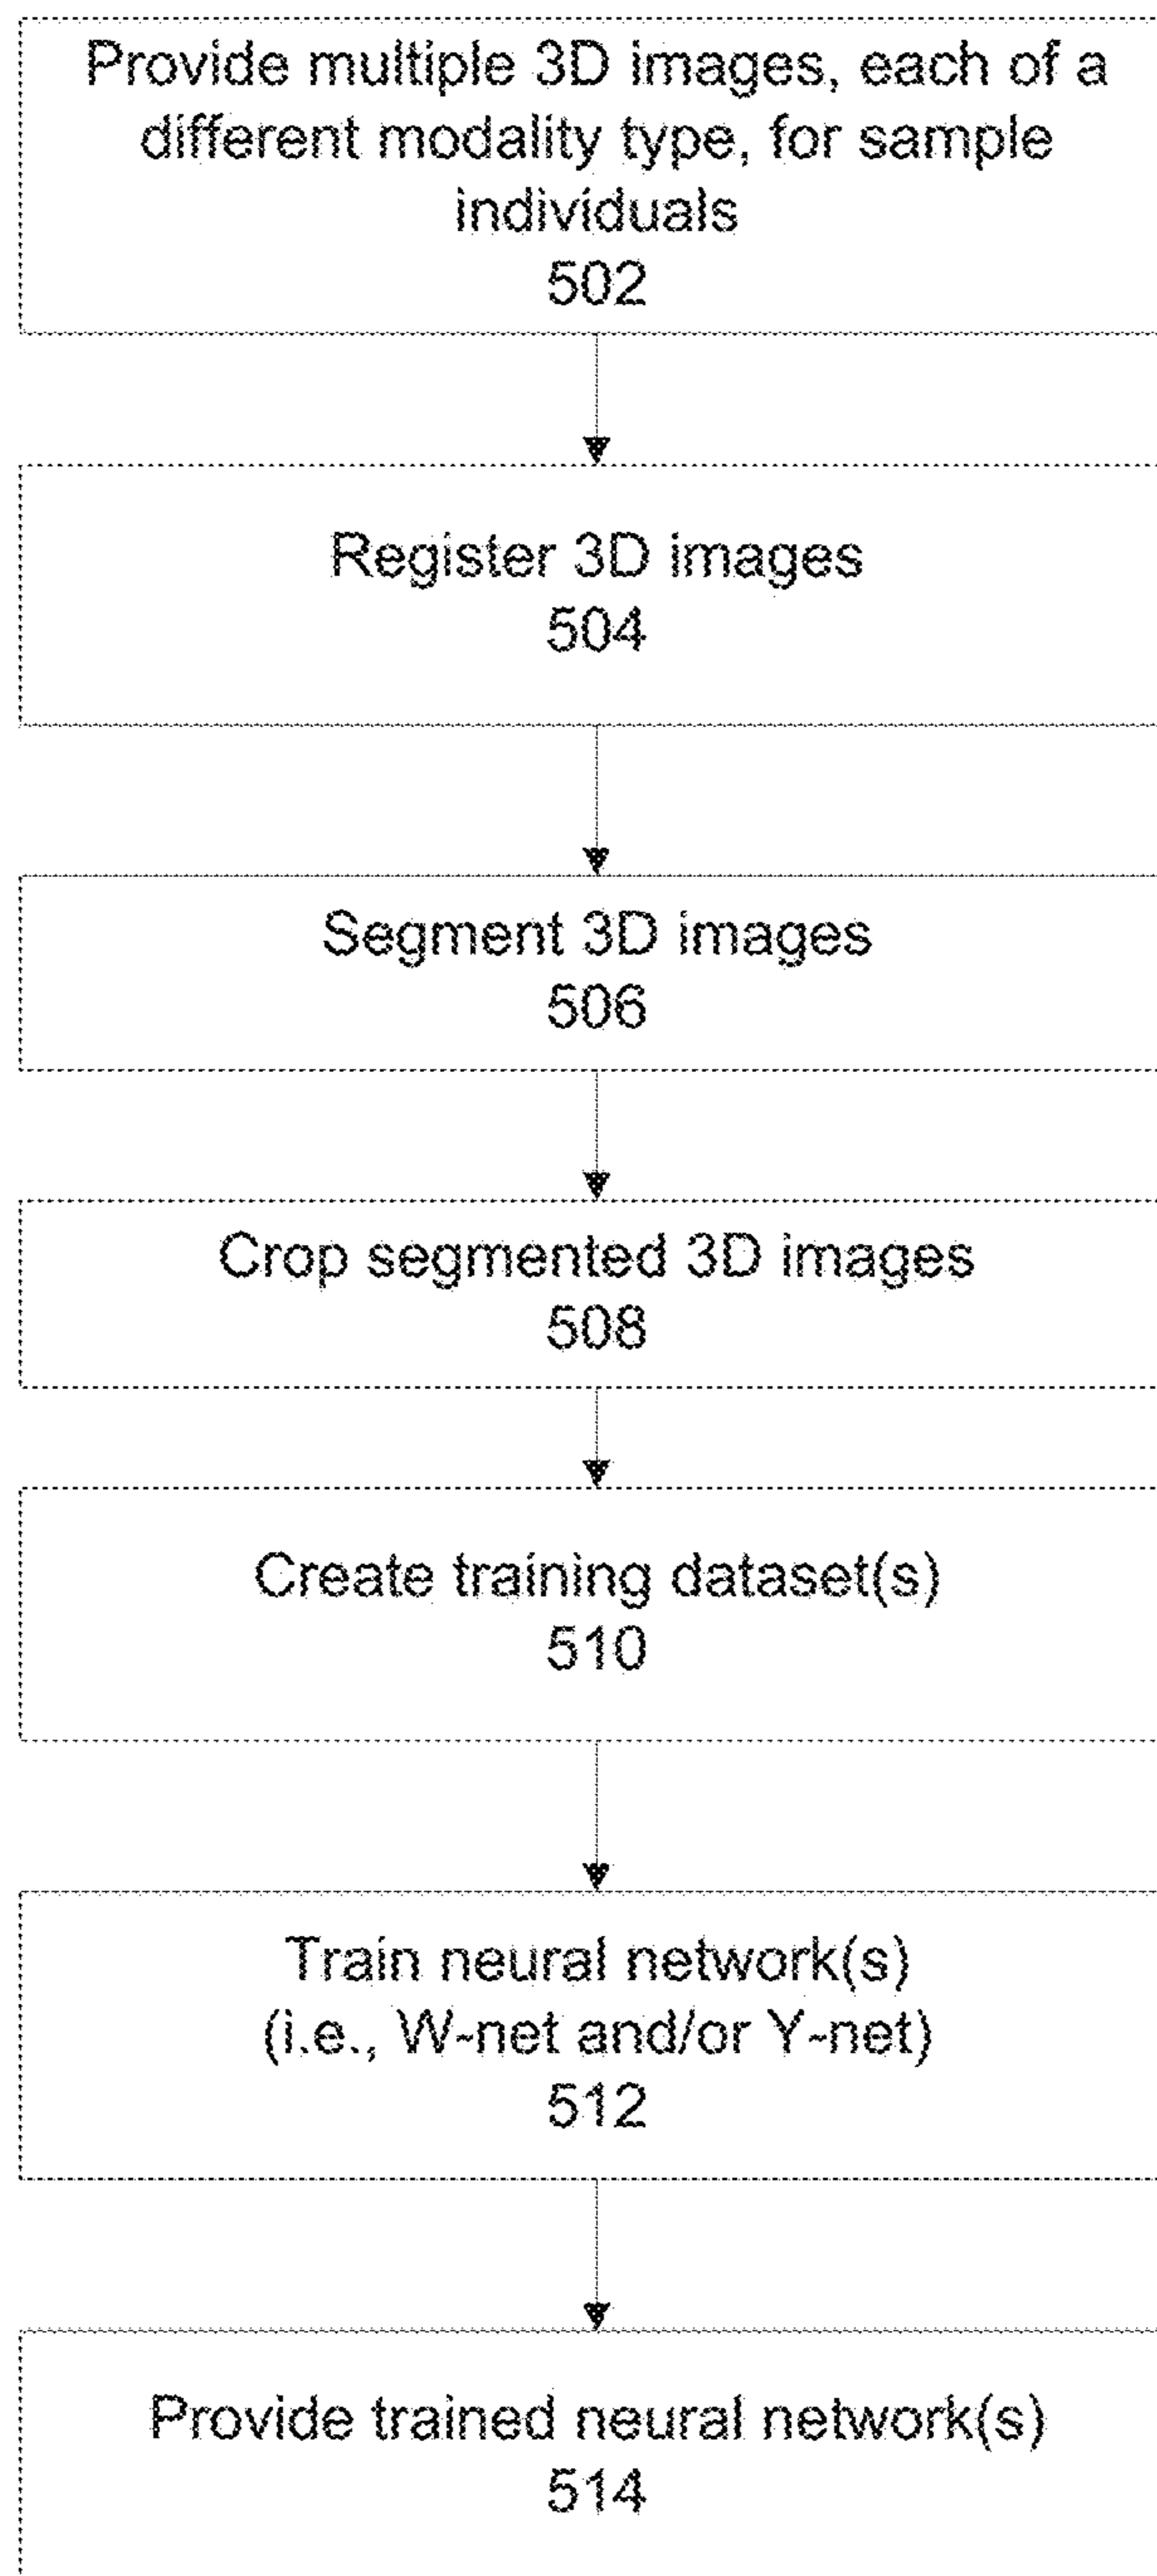 Provide multiple 3D images, each of a
different modality type, for sample
individuals
502
Register 3D images
504
Segment 3D images
506
Crop segmented 3D images
508
Create training dataset(s)
510
Train neural network(s)
(i.e., W-net and/or Y-net)
512
Provide trained neural network(s)
514